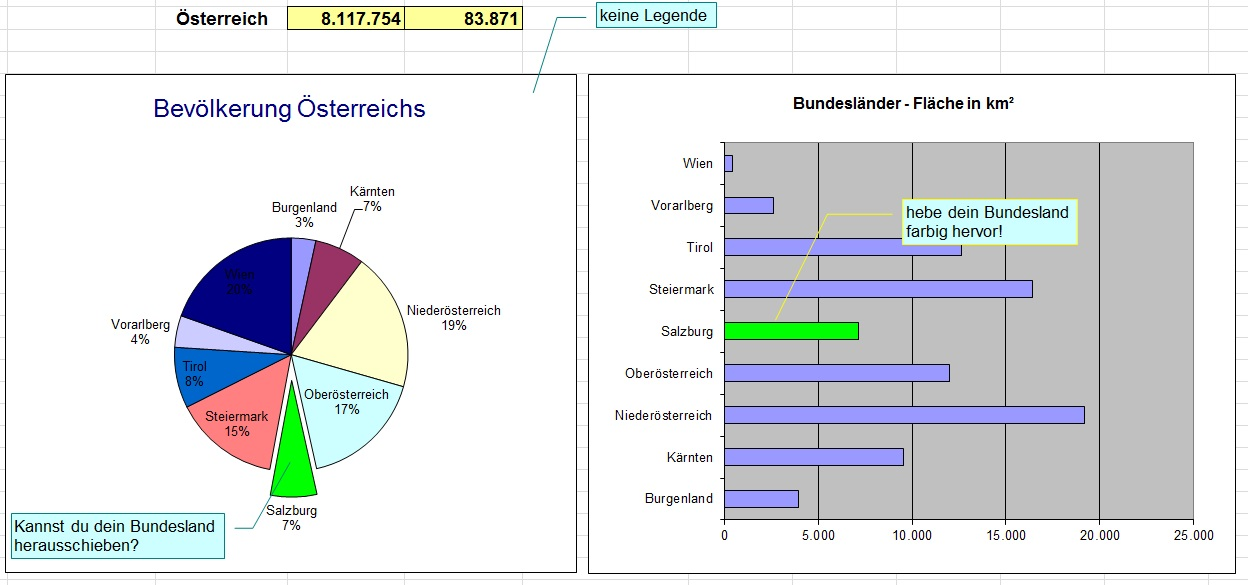 Österreich 8.117.754 83.871
keine Legende
Bevölkerung Österreichs
Burgenland
3%
Kärnten
7%
Niederösterreich
19%
Oberösterreich
17%
Salzburg
7%
Steiermark
15%
Tirol
8%
Vorarlberg
4%
Wien
20%
Kannst du dein Bundesland
herausschieben?
Bundesländer - Fläche in km²
Wien
Vorarlberg
Tirol
Steiermark
Salzburg
Oberösterreich
Niederösterreich
Kärnten
Burgenland
hebe dein Bundesland
farbig hervor!
0 5.000 10.000 15.000 20.000 25.000